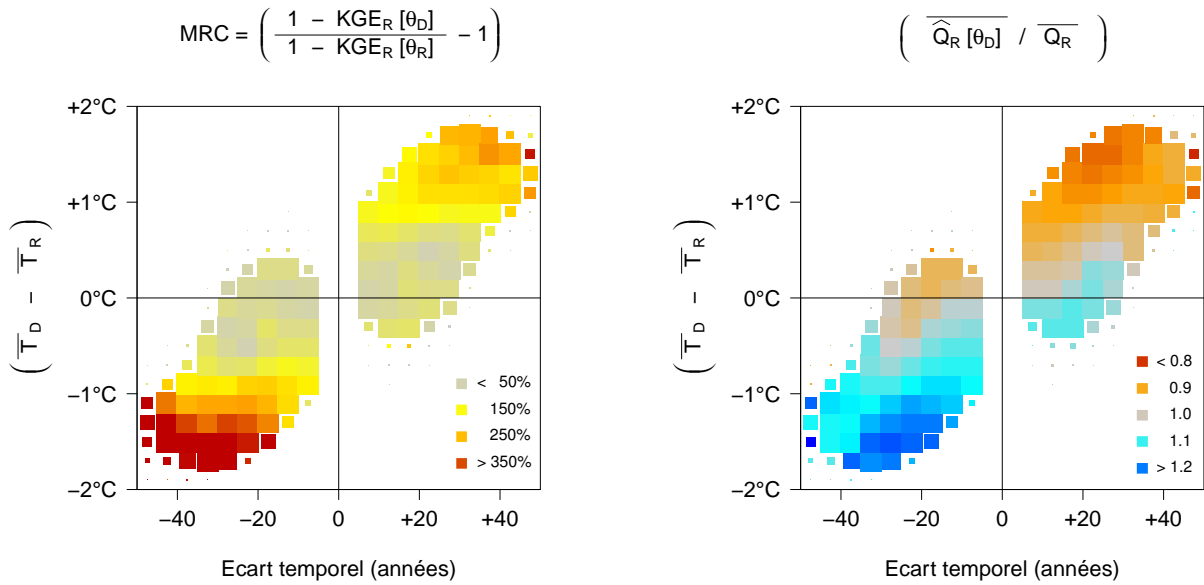 MRC = ( 1 − KGE_R [θ_D] / 1 − KGE_R [θ_R] − 1 )
+2°C
+1°C
0°C
−1°C
−2°C
( T_D − T_R )
−40
−20
0
+20
+40
Ecart temporel (années)
< 50%
150%
250%
> 350%
( Q̂_R [θ_D] / Q_R )
+2°C
+1°C
0°C
−1°C
−2°C
( T_D − T_R )
−40
−20
0
+20
+40
Ecart temporel (années)
< 0.8
0.9
1.0
1.1
> 1.2